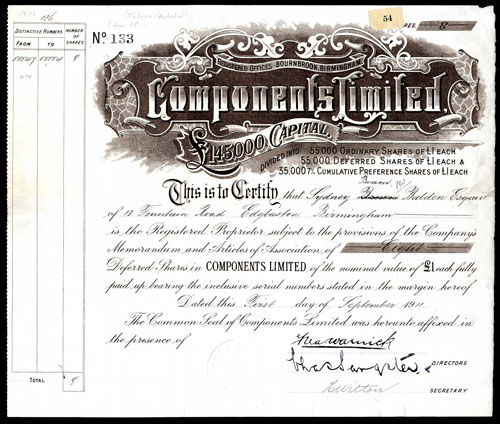 54
DISTINCTIVE NUMBERS
NUMBER OF SHARES
FROM TO
8
No 133
SHARES. 8
REGISTERED OFFICES BOURNBROOK, BIRMINGHAM.
Components Limited.
£145,000, CAPITAL,
DIVIDED INTO 55,000 ORDINARY SHARES OF £1 EACH
55,000 DEFERRED SHARES OF £1 EACH &
35,000 7% CUMULATIVE PREFERENCE SHARES OF £1 EACH
Bourn
This is to Certify that Sydney Balden Esquire
of 13 Fountain Road Edgbaston Birmingham
is the Registered Proprietor subject to the provisions of the Company's
Memorandum and Articles of Association of Eight
Deferred Shares in COMPONENTS LIMITED of the nominal value of £1 each fully
paid up bearing the inclusive serial numbers stated in the margin hereof
Dated this First day of September 1911
The Common Seal of Components Limited was hereunto affixed in
the presence of
Chas Sangster
DIRECTORS
SECRETARY
TOTAL 8